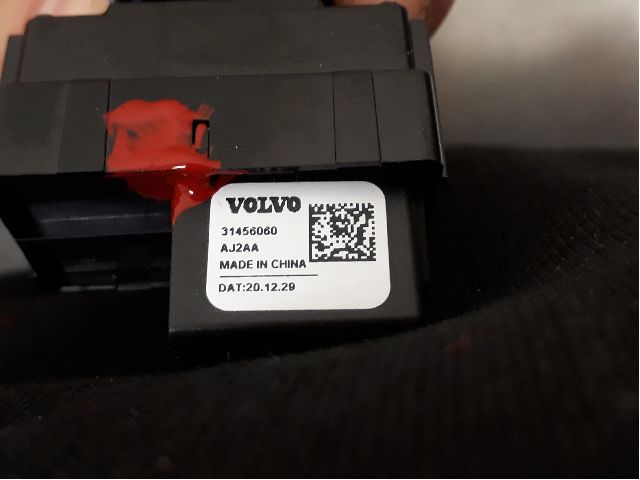 VOLVO
31456060
AJ2AA
MADE IN CHINA
DAT:20.12.29